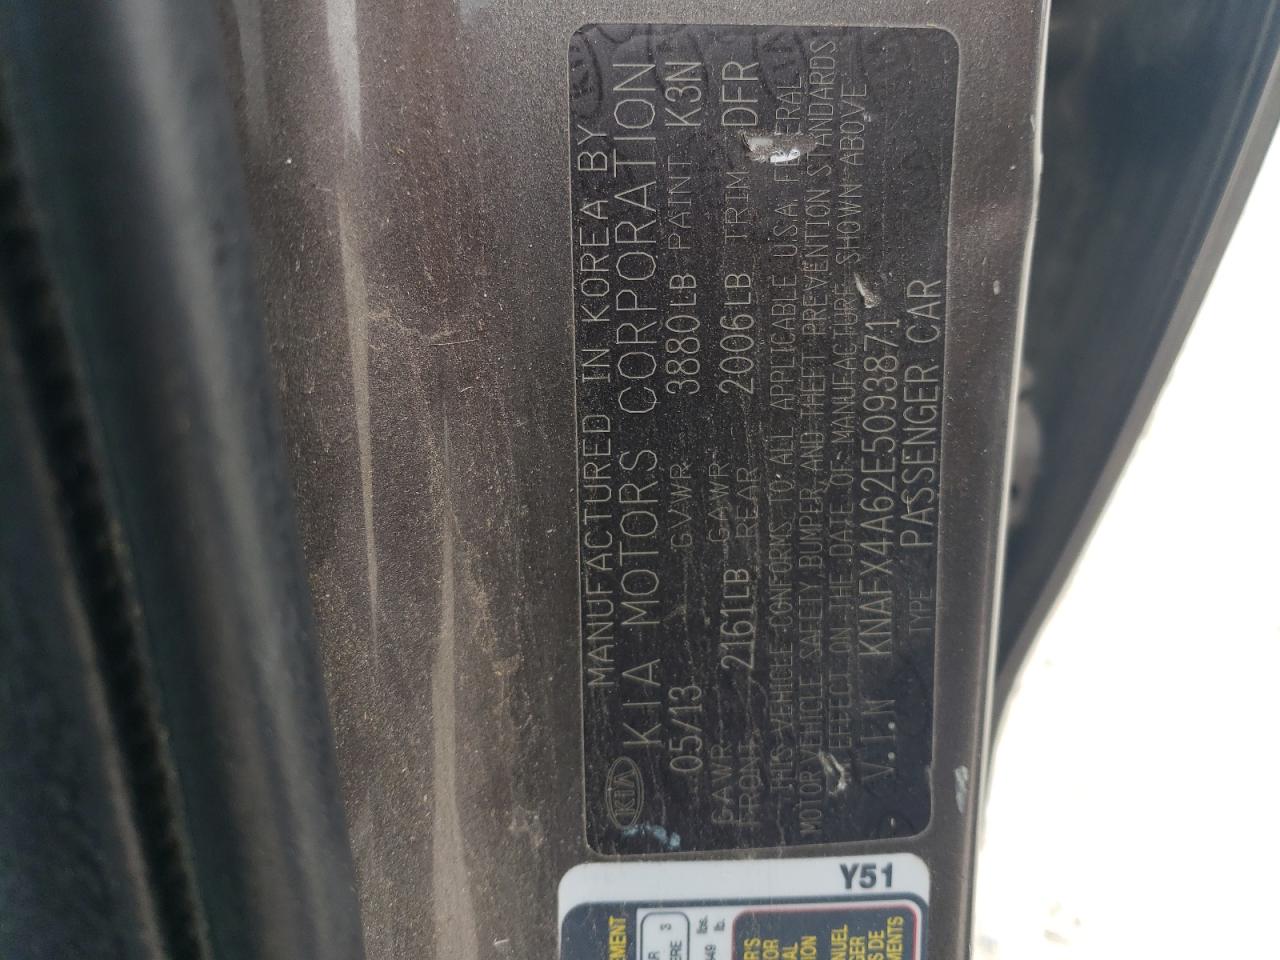 KIA
MANUFACTURED IN KOREA BY
KIA MOTORS CORPORATION
05/13 GVWR 3880LB PAINT K3N
GAWR FRONT 2161LB GAWR REAR 2006LB TRIM DFR
THIS VEHICLE CONFORMS TO ALL APPLICABLE U.S.A. FEDERAL
MOTOR VEHICLE SAFETY, BUMPER, AND THEFT PREVENTION STANDARDS
EFFECT ON THE DATE OF MANUFACTURE SHOWN ABOVE
V.I.N KNAFX4A62E5093871
TYPE PASSENGER CAR
Y51